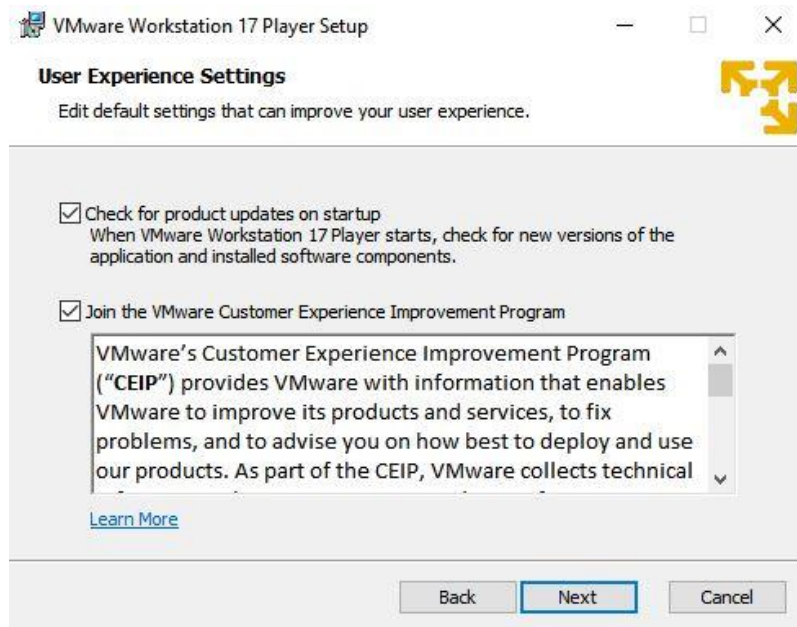 VMware Workstation 17 Player Setup
User Experience Settings
Edit default settings that can improve your user experience.
Check for product updates on startup
When VMware Workstation 17 Player starts, check for new versions of the
application and installed software components.
Join the VMware Customer Experience Improvement Program
VMware's Customer Experience Improvement Program
("CEIP") provides VMware with information that enables
VMware to improve its products and services, to fix
problems, and to advise you on how best to deploy and use
our products. As part of the CEIP, VMware collects technical
Learn More
Back Next Cancel